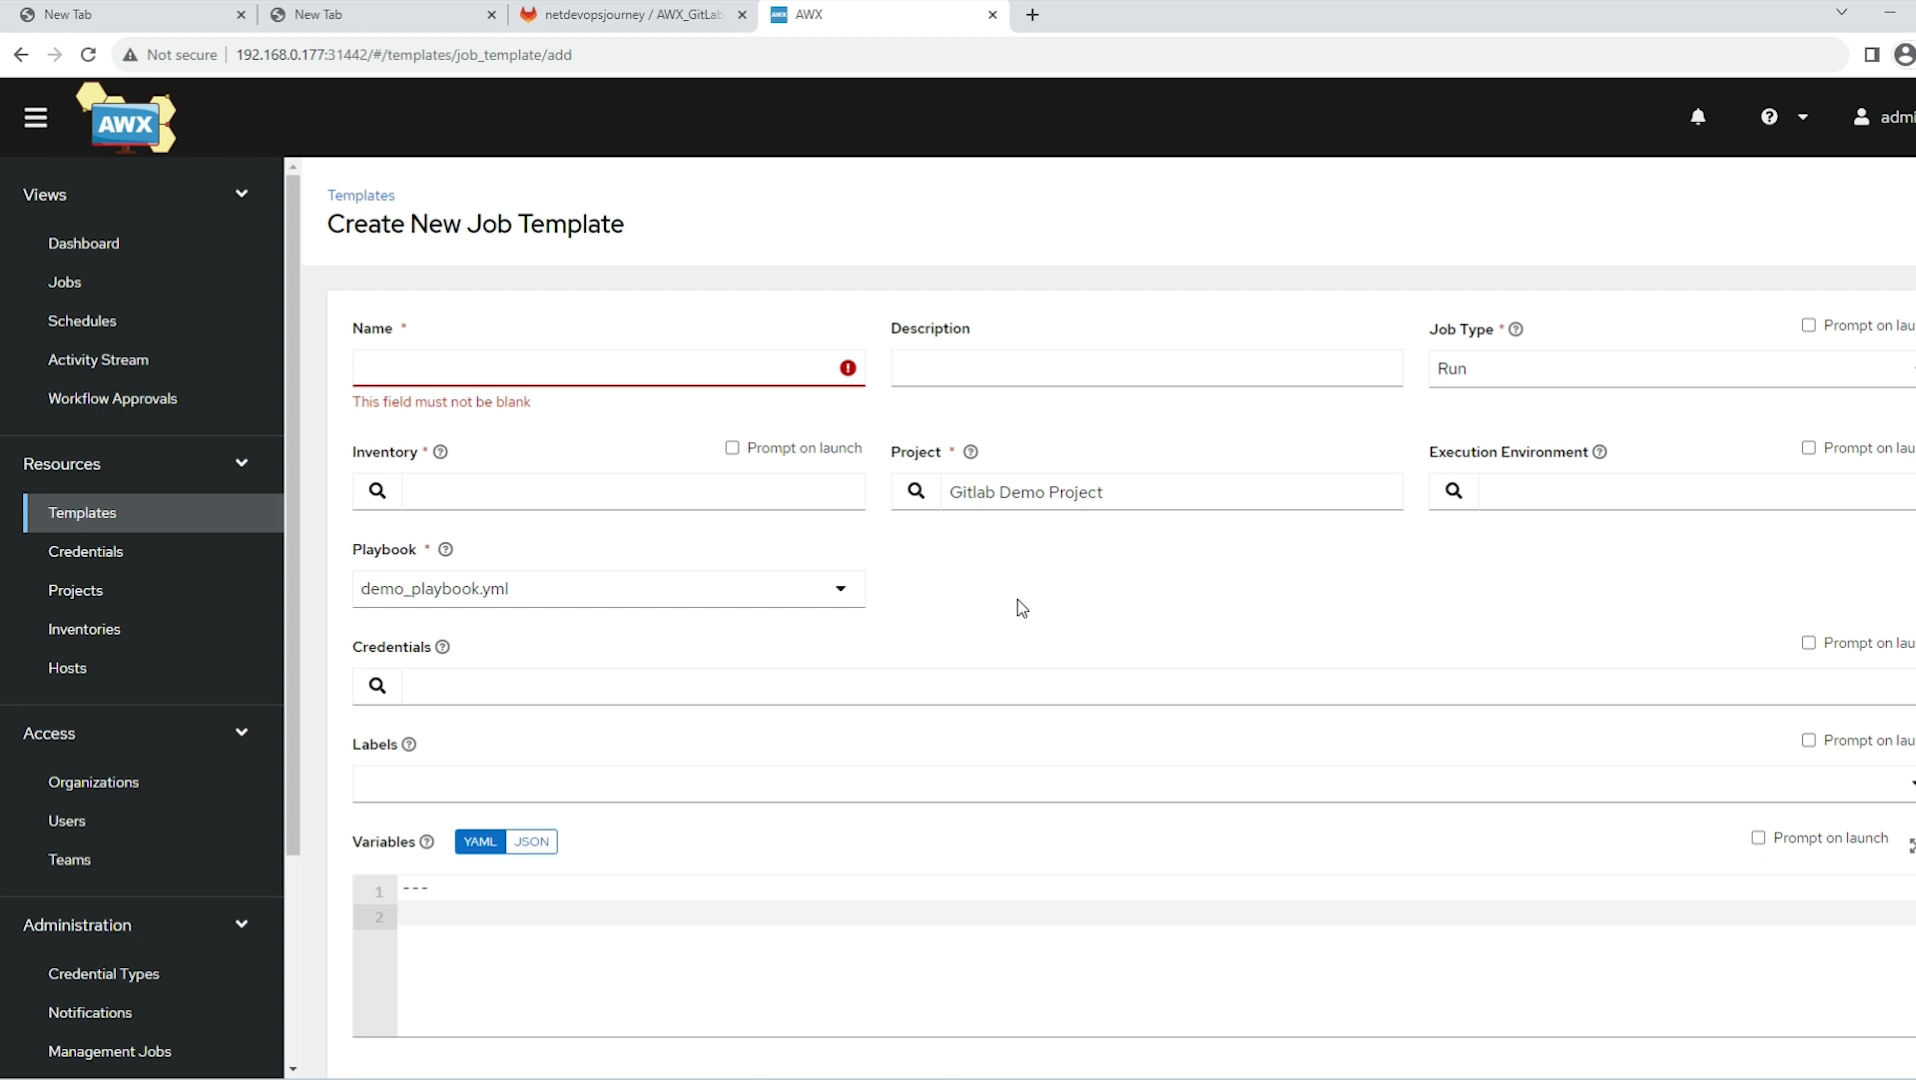 New Tab
New Tab
netdevopsjourney / AWX_GitLab
AWX
Not secure
192.168.0.177:31442/#/templates/job_template/add
AWX
admi
Views
Dashboard
Jobs
Schedules
Activity Stream
Workflow Approvals
Resources
Templates
Credentials
Projects
Inventories
Hosts
Access
Organizations
Users
Teams
Administration
Credential Types
Notifications
Management Jobs
Templates
Create New Job Template
Name *
This field must not be blank
Description
Job Type *
Prompt on lau
Run
Inventory *
Prompt on launch
Project *
Gitlab Demo Project
Execution Environment
Prompt on lau
Playbook *
demo_playbook.yml
Credentials
Prompt on lau
Labels
Prompt on lau
Variables
YAML
JSON
Prompt on launch
1
---
2